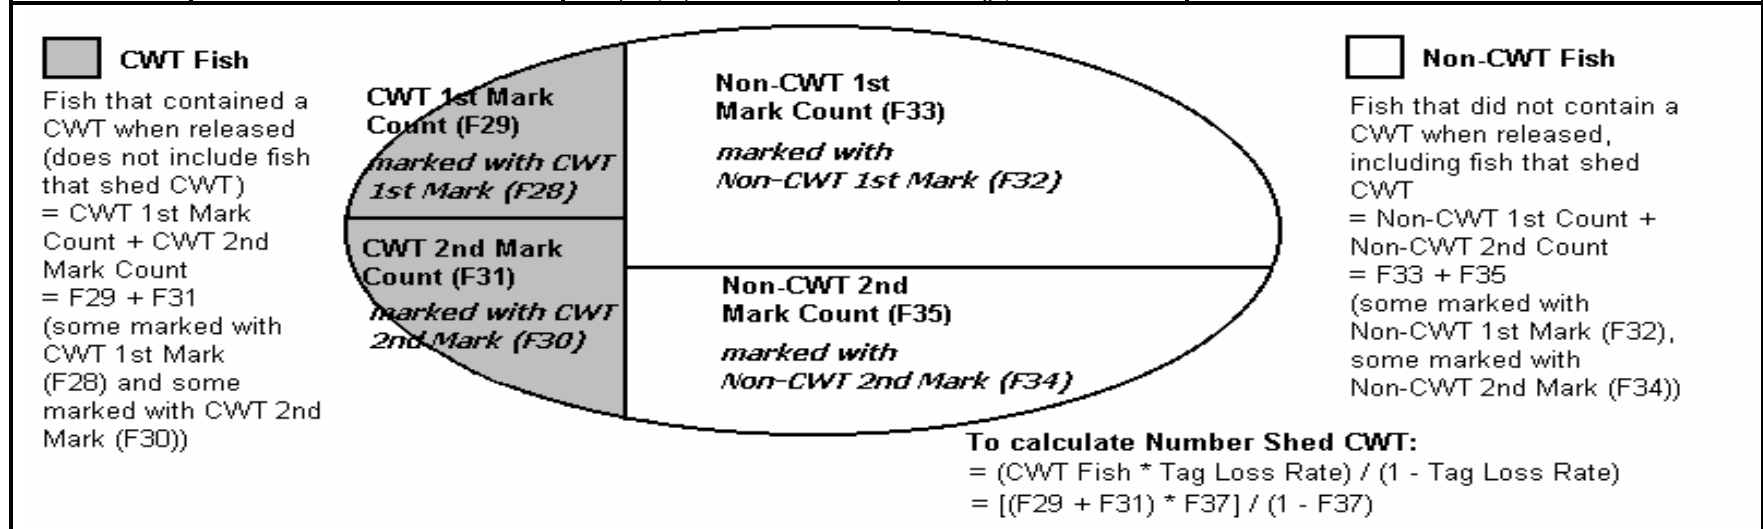 CWT Fish
Fish that contained a
CWT when released
(does not include fish
that shed CWT)
= CWT 1st Mark
Count + CWT 2nd
Mark Count
= F29 + F31
(some marked with
CWT 1st Mark
(F28) and some
marked with CWT 2nd
Mark (F30))
CWT 1st Mark
Count (F29)
marked with CWT
1st Mark (F28)
CWT 2nd Mark
Count (F31)
marked with CWT
2nd Mark (F30)
Non-CWT 1st
Mark Count (F33)
marked with
Non-CWT 1st Mark (F32)
Non-CWT 2nd
Mark Count (F35)
marked with
Non-CWT 2nd Mark (F34)
Non-CWT Fish
Fish that did not contain a
CWT when released,
including fish that shed
CWT
= Non-CWT 1st Count +
Non-CWT 2nd Count
= F33 + F35
(some marked with
Non-CWT 1st Mark (F32),
some marked with
Non-CWT 2nd Mark (F34))
To calculate Number Shed CWT:
= (CWT Fish * Tag Loss Rate) / (1 - Tag Loss Rate)
= [(F29 + F31) * F37] / (1 - F37)